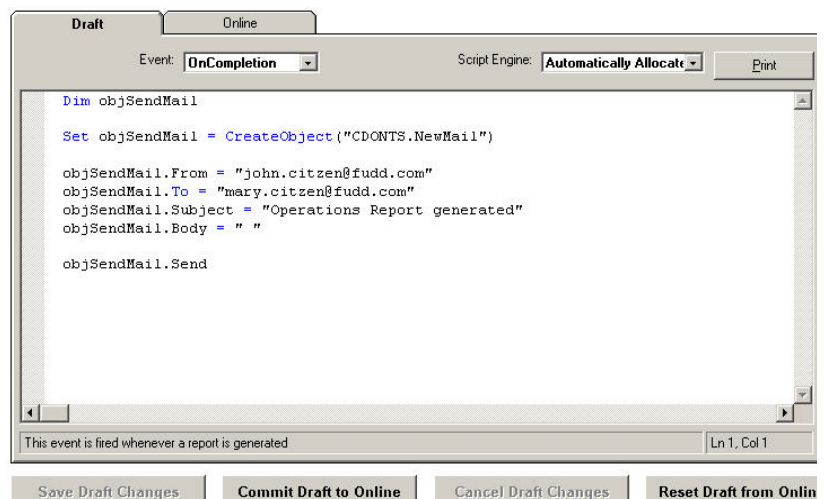 Draft Online
Event: OnCompletion Script Engine: Automatically Allocate Print
Dim objSendMail
Set objSendMail = CreateObject("CDONTS.NewMail")
objSendMail.From = "john.citzen@fudd.com"
objSendMail.To = "mary.citzen@fudd.com"
objSendMail.Subject = "Operations Report generated"
objSendMail.Body = " "
objSendMail.Send
This event is fired whenever a report is generated Ln 1, Col 1
Save Draft Changes Commit Draft to Online Cancel Draft Changes Reset Draft from Onlin